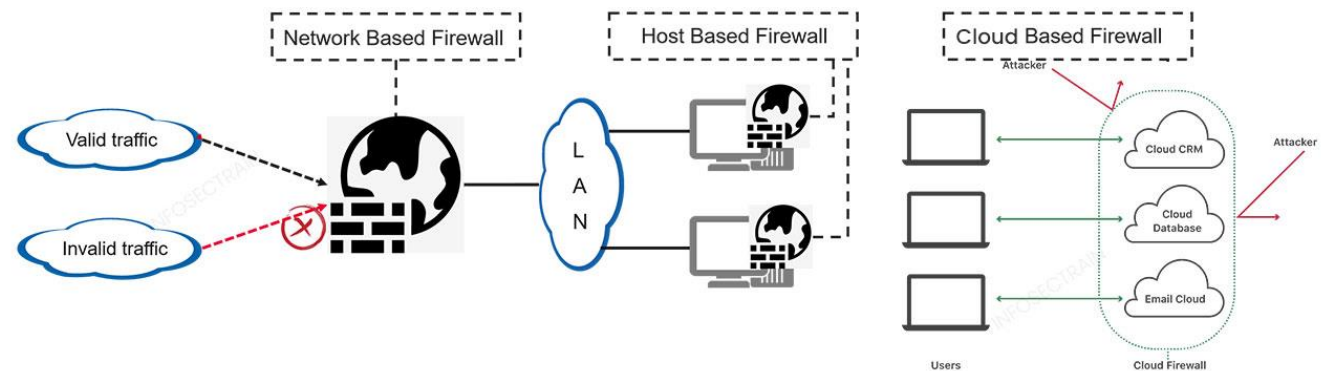 Network Based Firewall
Host Based Firewall
Cloud Based Firewall
Attacker
Valid traffic
Invalid traffic
L
A
N
Cloud CRM
Attacker
Cloud
Database
Email Cloud
Users
Cloud Firewall
INFOSECTRAIN